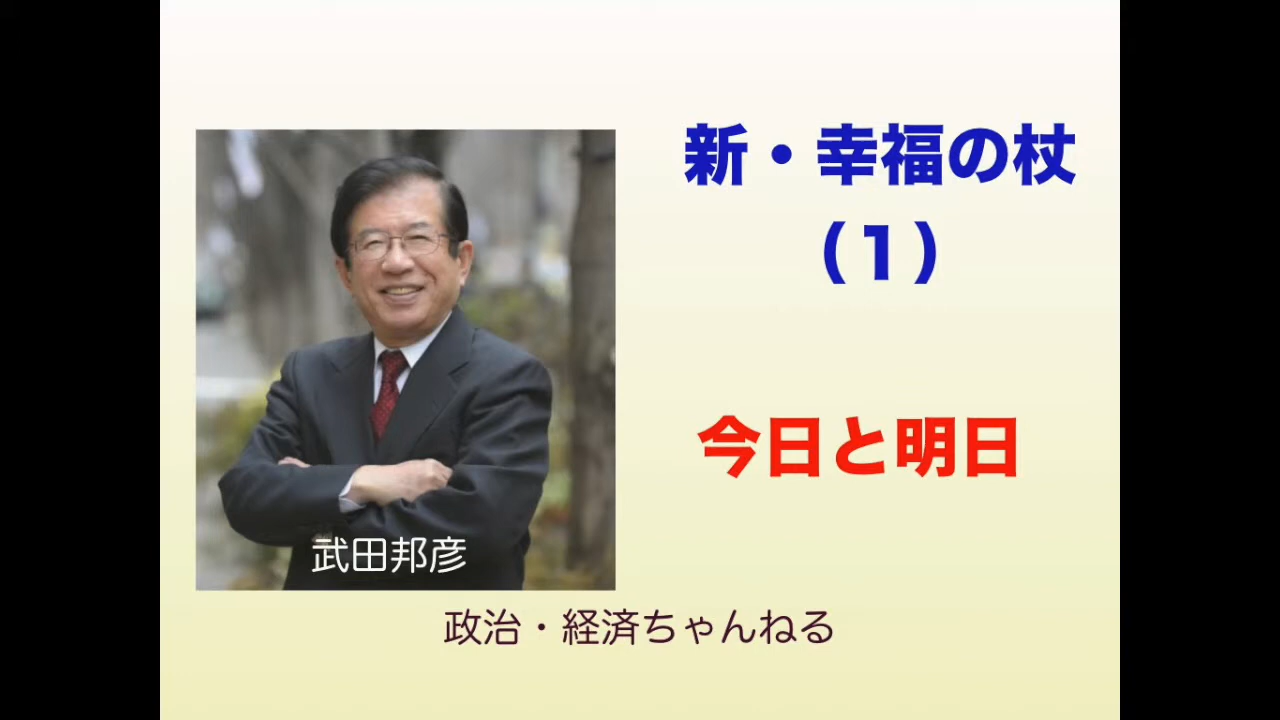 新・幸福の杖
（1）
今日と明日
武田邦彦
政治・経済ちゃんねる